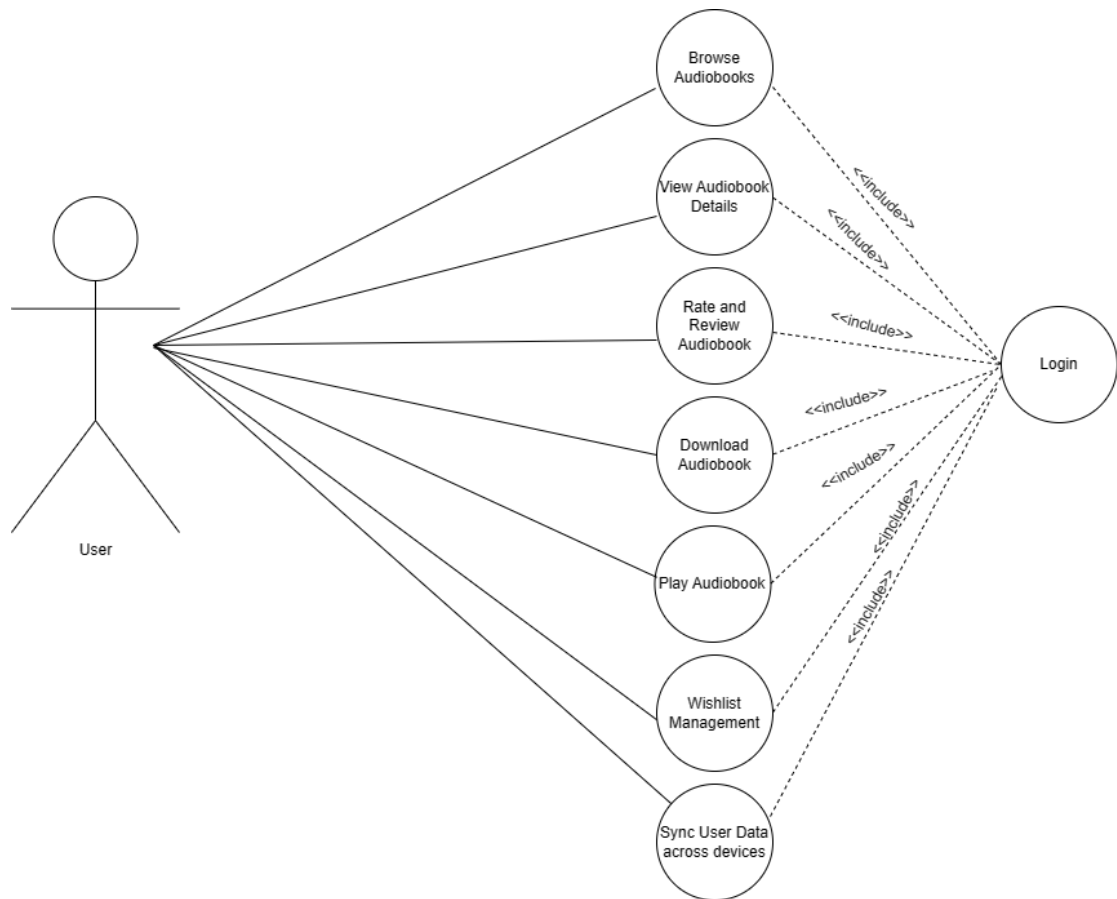 Browse
Audiobooks
<<include>>
View Audiobook
Details
<<include>>
Rate and
Review
Audiobook
<<include>>
Login
Download
Audiobook
<<include>>
Play Audiobook
<<include>>
User
Wishlist
Management
<<include>>
Sync User Data
across devices
<<include>>